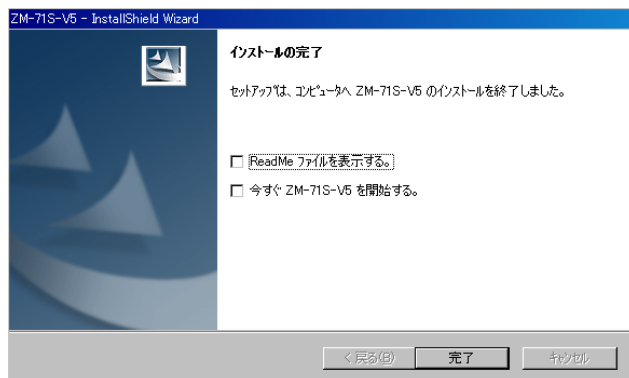 ZM-71S-V5 - InstallShield Wizard
インストールの完了
セットアップは、コンピュータへ ZM-71S-V5 のインストールを終了しました。
ReadMe ファイルを表示する。
今すぐ ZM-71S-V5 を開始する。
< 戻る(B)
完了
キャンセル